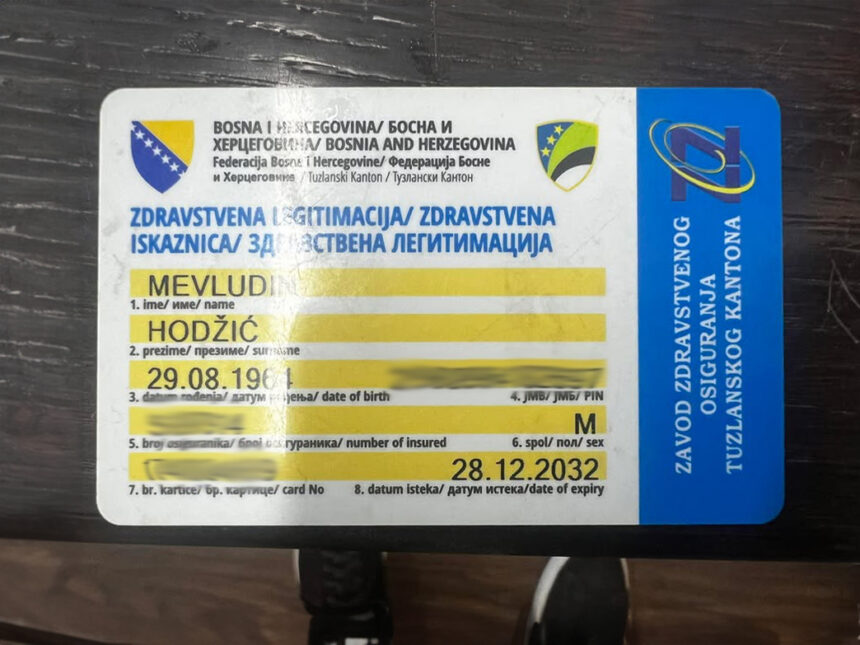 BOSNA I HERCEGOVINA/ БОСНА И
ХЕРЦЕГОВИНА/ BOSNIA AND HERZEGOVINA
Federacija Bosne i Hercegovine/ Федерација Босне
и Херцеговине / Tuzlanski Kanton / Тузлански Кантон
ZDRAVSTVENA LEGITIMACIJA/ ZDRAVSTVENA
ISKAZNICA/ ЗДРАВСТВЕНА ЛЕГИТИМАЦИЈА
MEVLUDIN
1. ime/ име/ name
HODŽIĆ
2. prezime/ презиме/ surname
29.08.1964
3. datum rođenja/ датум рођења/ date of birth 4. JMB/ ЈМБ/ PIN
M
5. broj osiguranika/ број осигураника/ number of insured 6. spol/ пол/ sex
28.12.2032
7. br. kartice/ бр. картице/ card No 8. datum isteka/ датум истека/date of expiry
ZAVOD ZDRAVSTVENOG
OSIGURANJA
TUZLANSKOG KANTONA